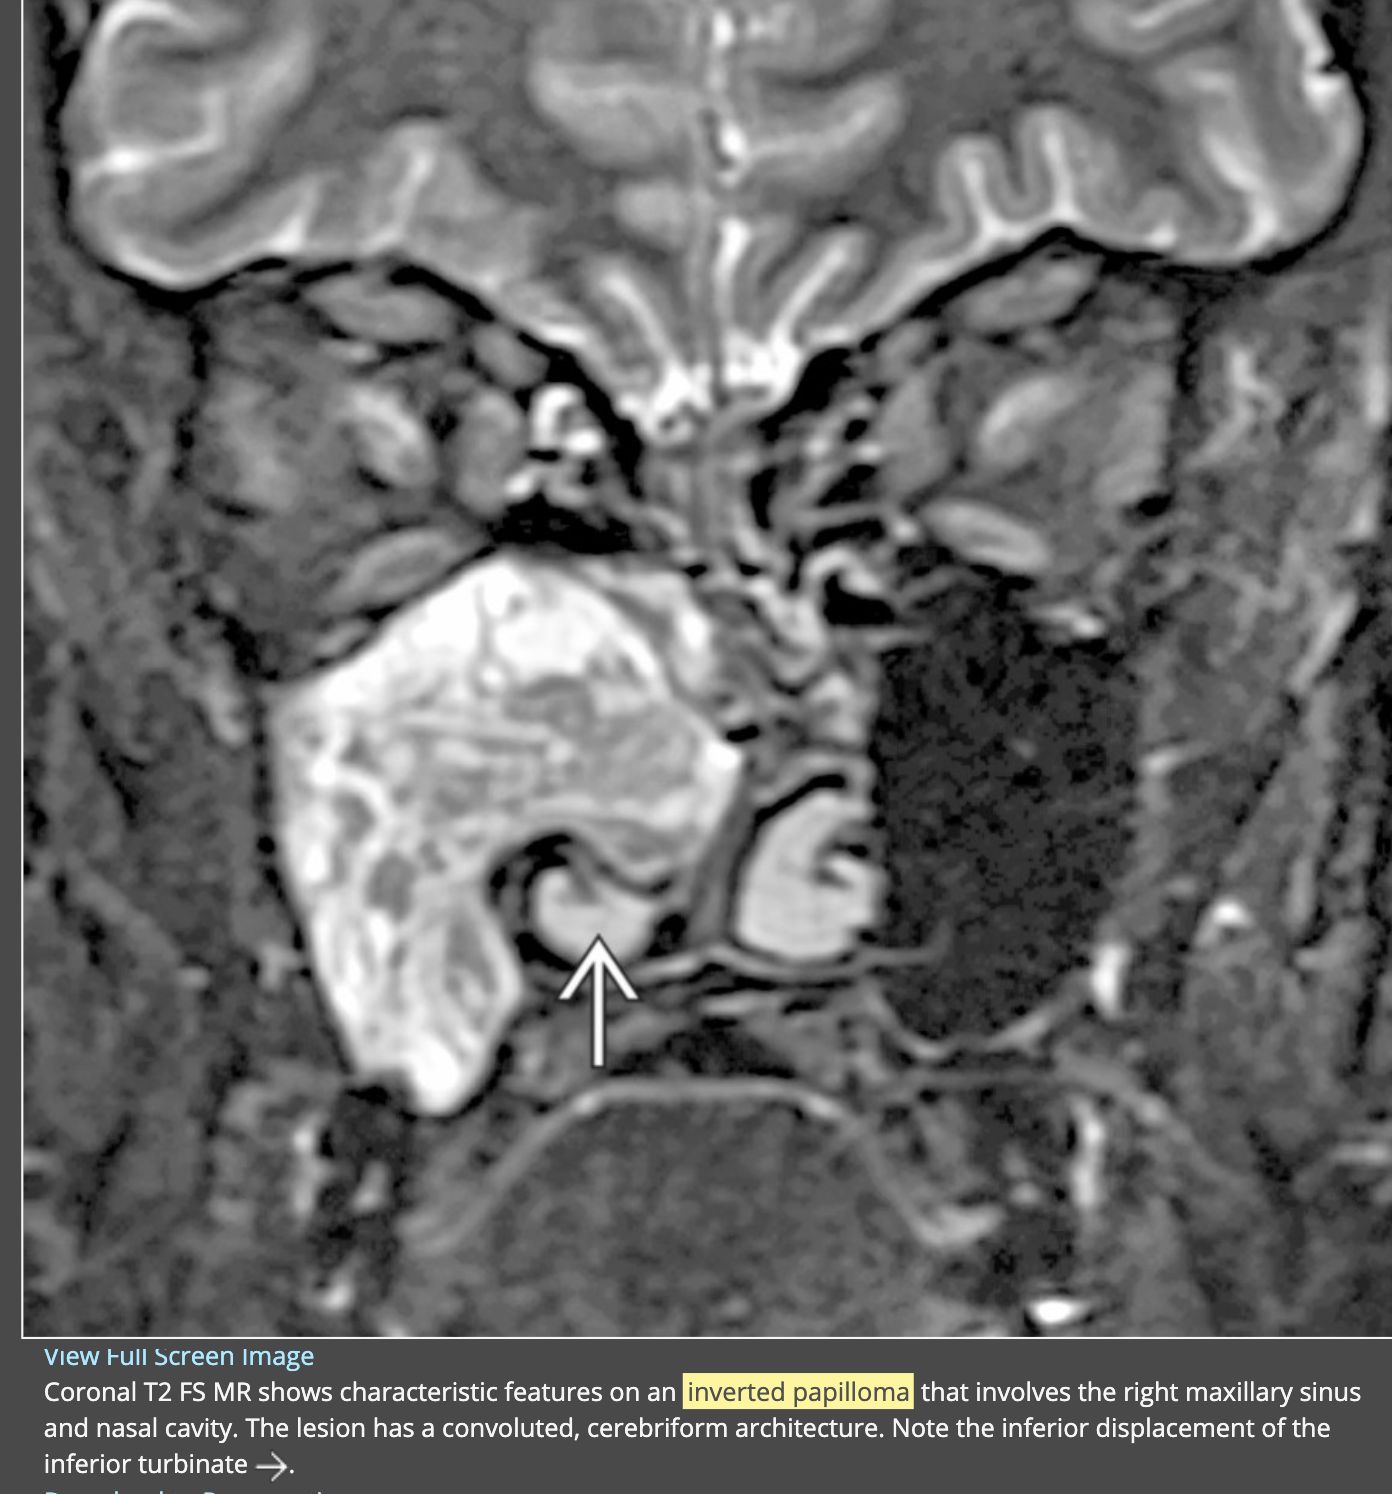 View Full Screen Image
Coronal T2 FS MR shows characteristic features on an inverted papilloma that involves the right maxillary sinus
and nasal cavity. The lesion has a convoluted, cerebriform architecture. Note the inferior displacement of the
inferior turbinate →.